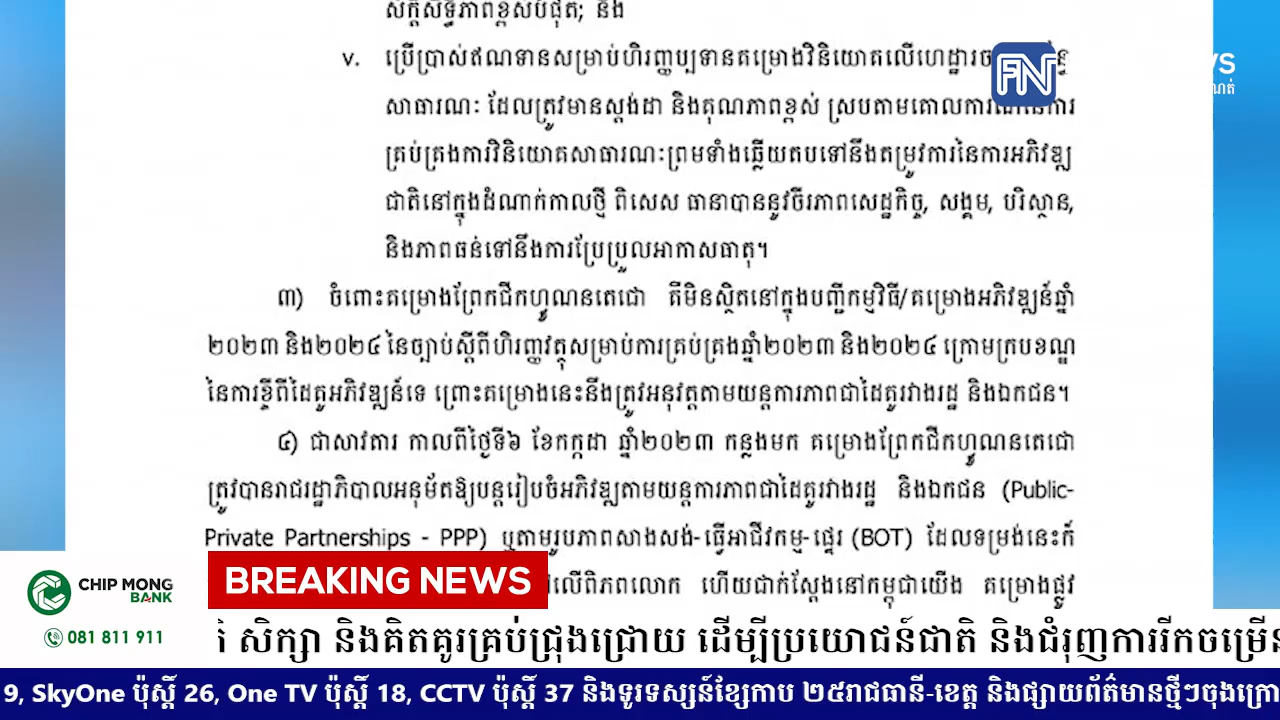 ស័ក្តិសិទ្ធិភាពខ្ពស់បំផុត; និង
v. ប្រើប្រាស់ឥណទានសម្រាប់ហិរញ្ញប្បទានគម្រោងវិនិយោគលើហេដ្ឋារច
សាធារណៈ ដែលត្រូវមានស្តង់ដា និងគុណភាពខ្ពស់ ស្របតាមគោលការណ៍នៃការ
គ្រប់គ្រងការវិនិយោគសាធារណៈព្រមទាំងឆ្លើយតបទៅនឹងតម្រូវការនៃការអភិវឌ្ឍ
ជាតិនៅក្នុងដំណាក់កាលថ្មី ពិសេស ធានាបាននូវចីរភាពសេដ្ឋកិច្ច, សង្គម, បរិស្ថាន,
និងភាពធន់ទៅនឹងការប្រែប្រួលអាកាសធាតុ។
៣) ចំពោះគម្រោងព្រែកជីកហ្វូណនតេជោ គឺមិនស្ថិតនៅក្នុងបញ្ជីកម្មវិធី/គម្រោងអភិវឌ្ឍន៍ឆ្នាំ
២០២៣ និង២០២៤ នៃច្បាប់ស្តីពីហិរញ្ញវត្ថុសម្រាប់ការគ្រប់គ្រងឆ្នាំ២០២៣ និង២០២៤ ក្រោមក្របខណ្ឌ
នៃការខ្ចីពីដៃគូអភិវឌ្ឍន៍ទេ ព្រោះគម្រោងនេះនឹងត្រូវអនុវត្តតាមយន្តការភាពជាដៃគូរវាងរដ្ឋ និងឯកជន។
៤) ជាសាវតារ កាលពីថ្ងៃទី៦ ខែកក្កដា ឆ្នាំ២០២៣ កន្លងមក គម្រោងព្រែកជីកហ្វូណនតេជោ
ត្រូវបានរាជរដ្ឋាភិបាលអនុម័តឱ្យបន្តរៀបចំអភិវឌ្ឍតាមយន្តការភាពជាដៃគូរវាងរដ្ឋ និងឯកជន (Public-
Private Partnerships - PPP) ឬតាមរូបភាពសាងសង់-ធ្វើអាជីវកម្ម-ផ្ទេរ (BOT) ដែលទម្រង់នេះក៏
លើពិភពលោក ហើយជាក់ស្តែងនៅកម្ពុជាយើង គម្រោងផ្លូវ
FN
CHIP MONG
BANK
081 811 911
BREAKING NEWS
សិក្សា និងគិតគូរគ្រប់ជ្រុងជ្រោយ ដើម្បីប្រយោជន៍ជាតិ និងជំរុញការរីកចម្រើន
9, SkyOne ប៉ុស្តិ៍ 26, One TV ប៉ុស្តិ៍ 18, CCTV ប៉ុស្តិ៍ 37 និងទូរទស្សន៍ខ្សែកាប ២៥រាជធានី-ខេត្ត និងផ្សាយព័ត៌មានថ្មីៗចុងក្រោ